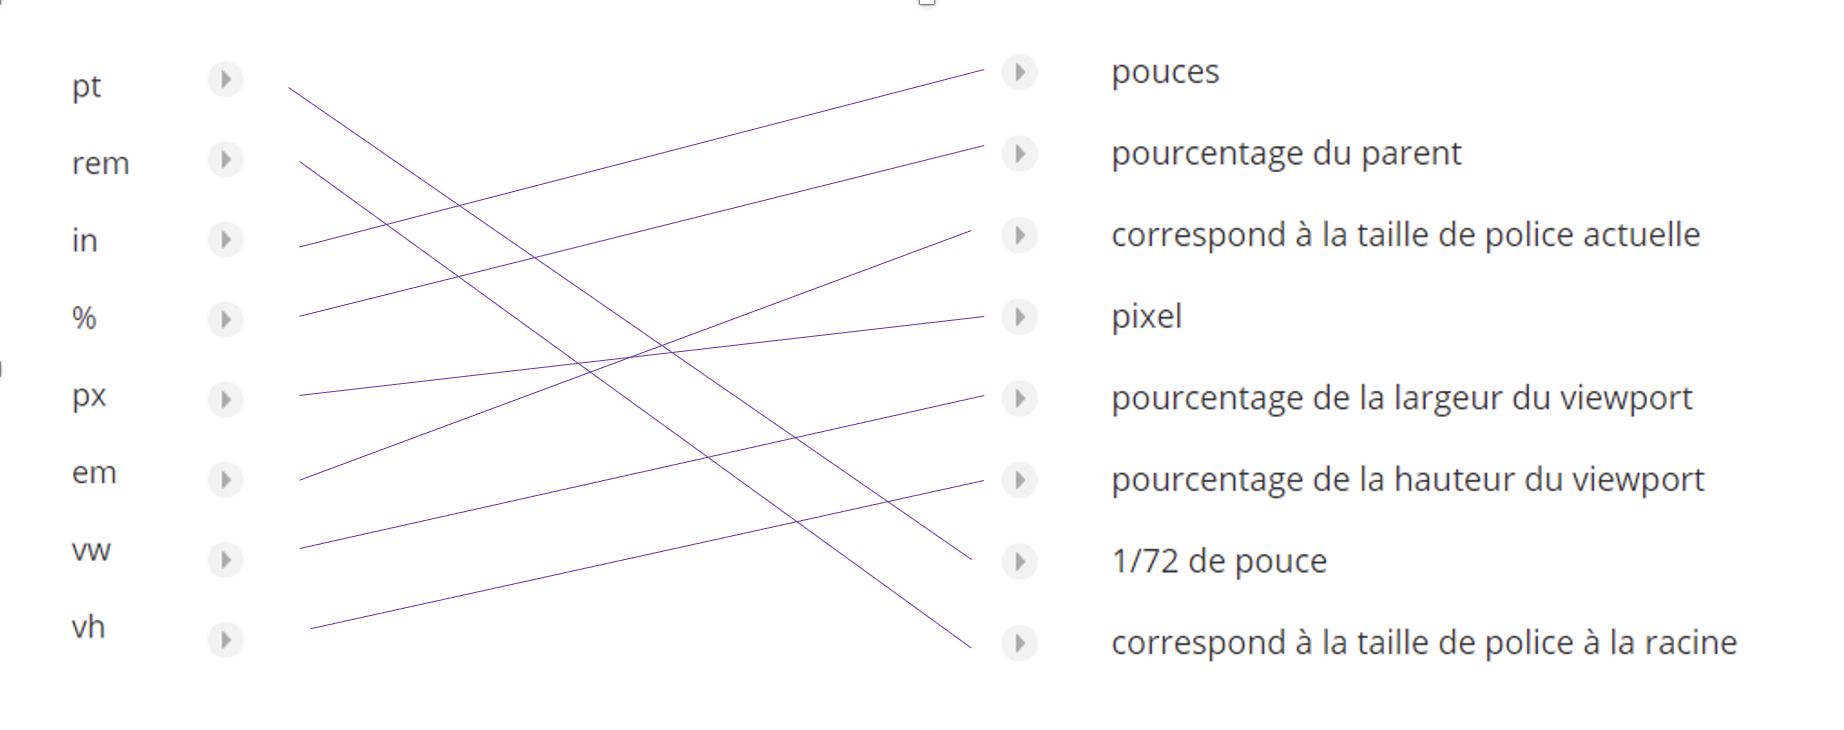 pt
rem
in
%
px
em
vw
vh
pouces
pourcentage du parent
correspond à la taille de police actuelle
pixel
pourcentage de la largeur du viewport
pourcentage de la hauteur du viewport
1/72 de pouce
correspond à la taille de police à la racine